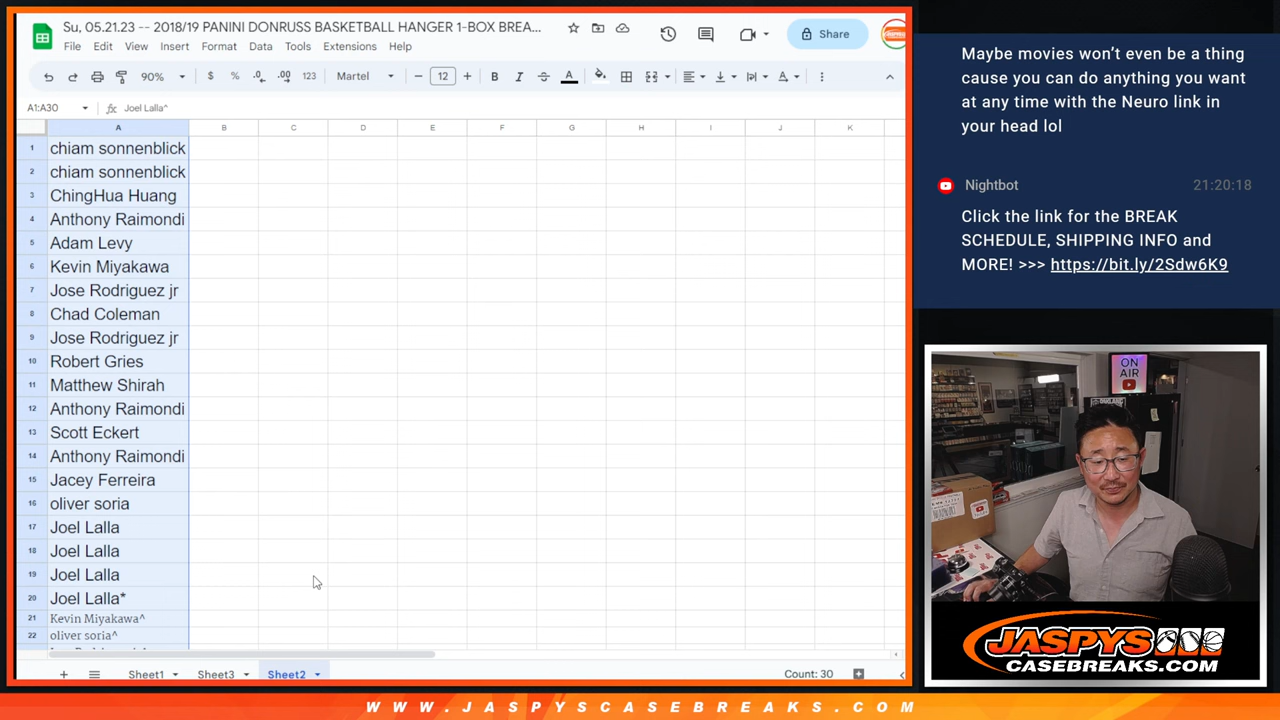 Su, 05.21.23 -- 2018/19 PANINI DONRUSS BASKETBALL HANGER 1-BOX BREA...
File Edit View Insert Format Data Tools Extensions Help
Share
90% $ % .0 .00 123 Martel 12 B I A
A1:A30 fx Joel Lalla^
A B C D E F G H I J K
1 chiam sonnenblick
2 chiam sonnenblick
3 ChingHua Huang
4 Anthony Raimondi
5 Adam Levy
6 Kevin Miyakawa
7 Jose Rodriguez jr
8 Chad Coleman
9 Jose Rodriguez jr
10 Robert Gries
11 Matthew Shirah
12 Anthony Raimondi
13 Scott Eckert
14 Anthony Raimondi
15 Jacey Ferreira
16 oliver soria
17 Joel Lalla
18 Joel Lalla
19 Joel Lalla
20 Joel Lalla*
21 Kevin Miyakawa^
22 oliver soria^
Sheet1 Sheet3 Sheet2 Count: 30
Maybe movies won't even be a thing
cause you can do anything you want
at any time with the Neuro link in
your head lol
Nightbot 21:20:18
Click the link for the BREAK
SCHEDULE, SHIPPING INFO and
MORE! >>> https://bit.ly/2Sdw6K9
ON
AIR
JASPYS
CASEBREAKS.COM
WWW.JASPYSCASEBREAKS.COM